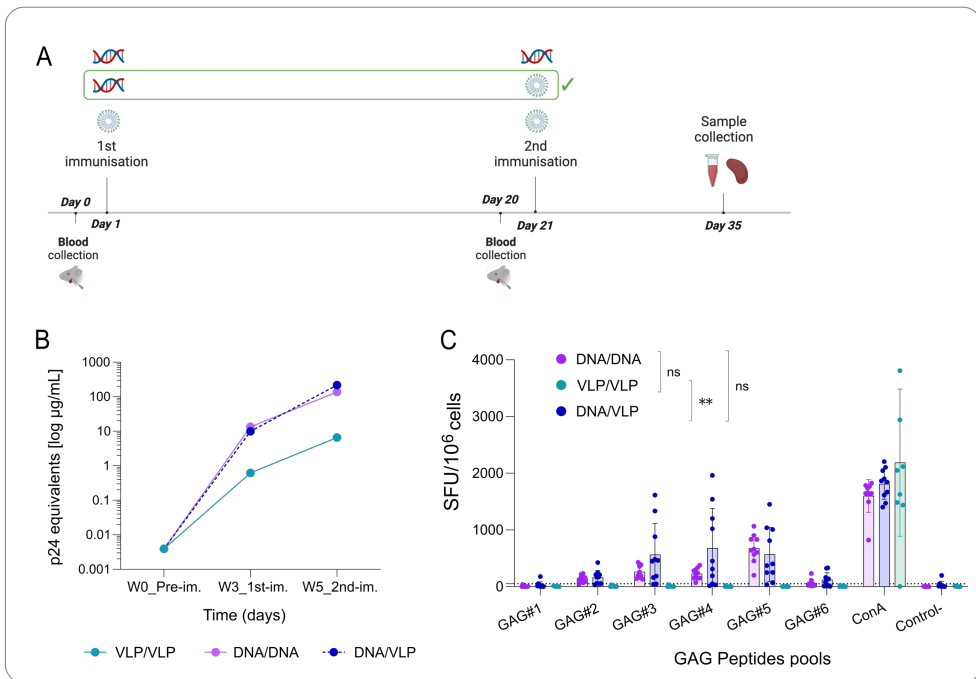 A
1st
immunisation
2nd
immunisation
Sample
collection
Day 0
Day 1
Day 20
Day 21
Day 35
Blood
collection
Blood
collection
B
p24 equivalents [log µg/mL]
1000
100
10
1
0.1
0.01
0.001
W0_Pre-im.
W3_1st-im.
W5_2nd-im.
Time (days)
VLP/VLP
DNA/DNA
DNA/VLP
C
SFU/10⁶ cells
4000
3000
2000
1000
0
DNA/DNA
VLP/VLP
DNA/VLP
ns
**
ns
GAG#1
GAG#2
GAG#3
GAG#4
GAG#5
GAG#6
ConA
Control-
GAG Peptides pools